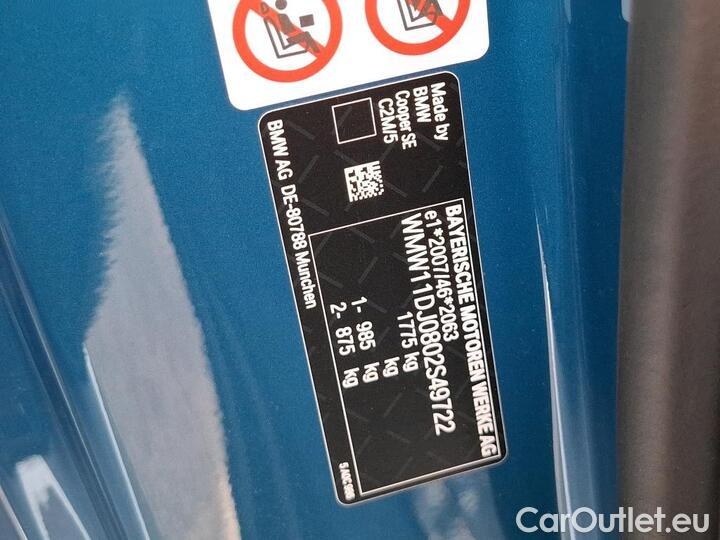 BAYERISCHE MOTOREN WERKE AG
e1*2007/46*2063
WMW11DJ0802S49722
1775 kg
1- 985 kg
2- 875 kg
Made by
BMW
Cooper SE
C2M/5
BMW AG DE-80788 Munchen
CarOutlet.eu